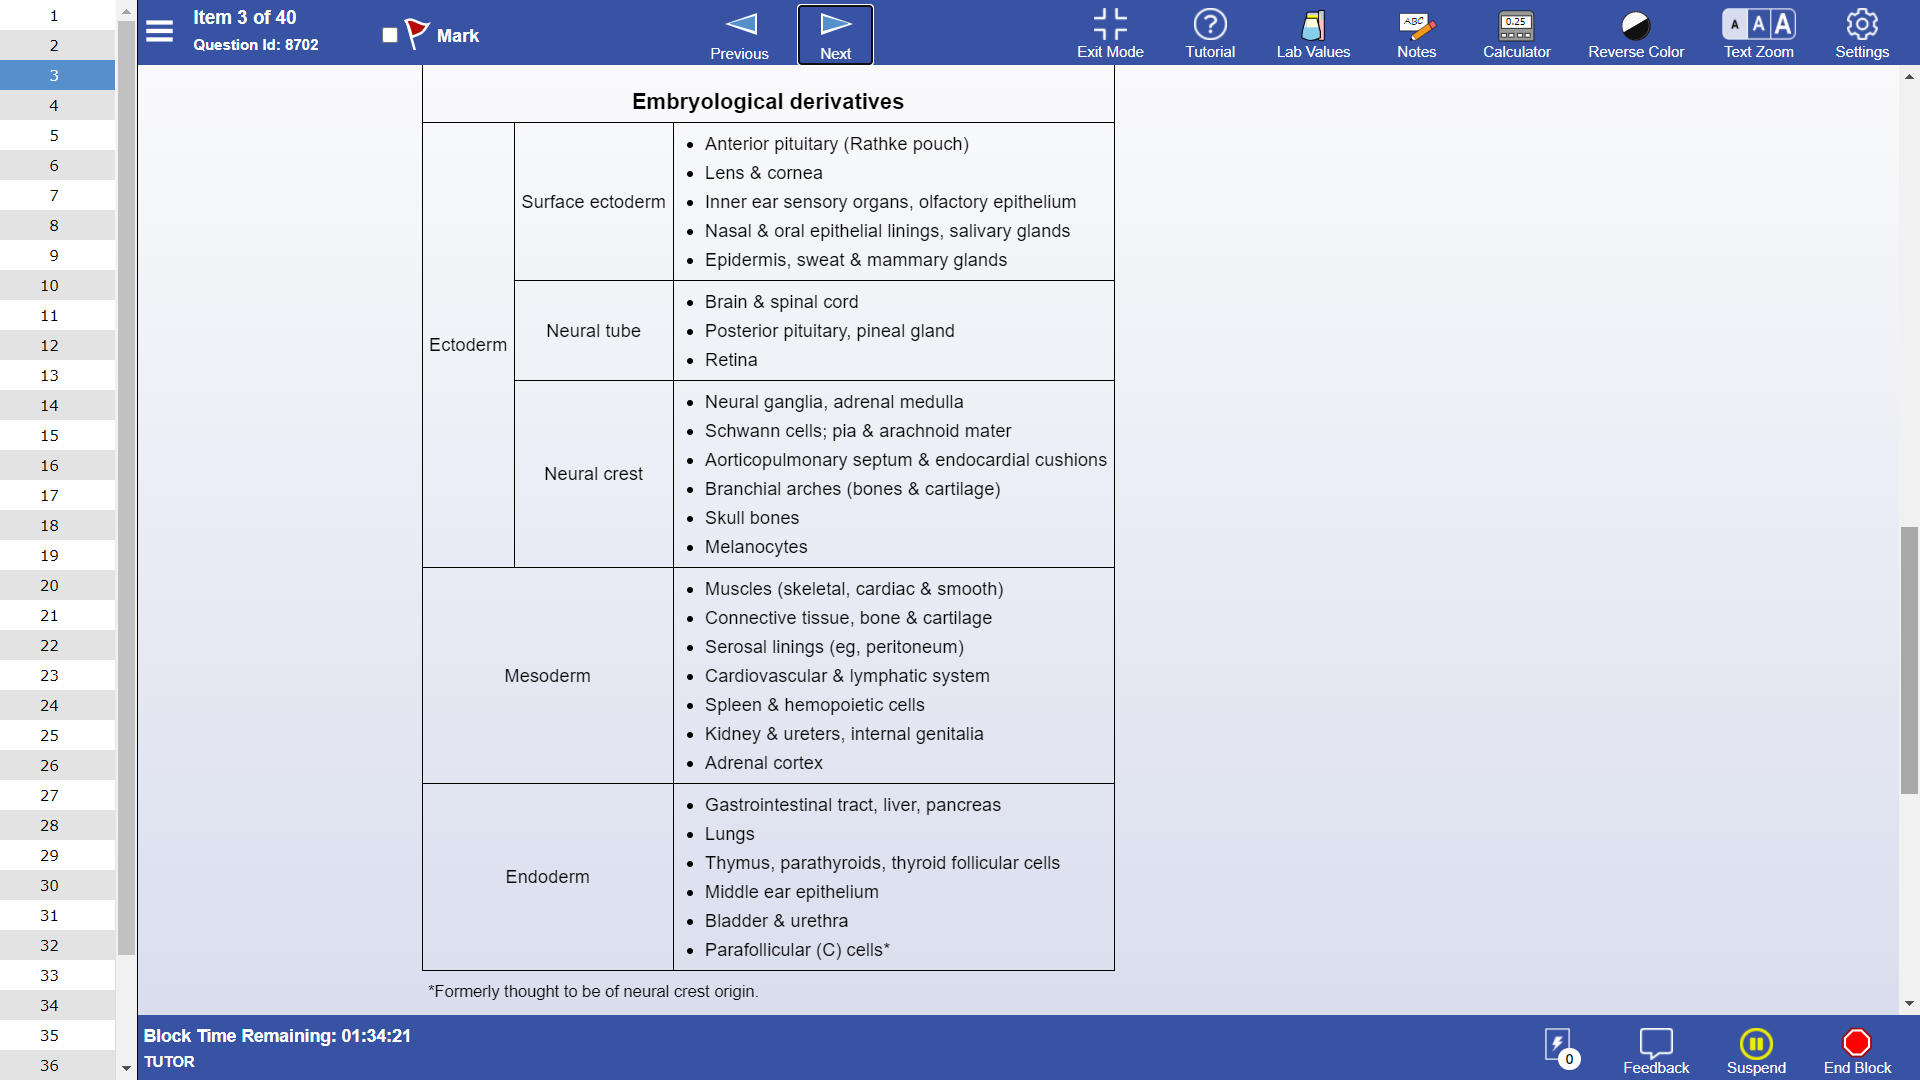 Item 3 of 40
Question Id: 8702
Mark
Previous
Next
Exit Mode
Tutorial
Lab Values
ABC
Notes
0.25
Calculator
Reverse Color
A A A
Text Zoom
Settings
1
2
3
4
5
6
7
8
9
10
11
12
13
14
15
16
17
18
19
20
21
22
23
24
25
26
27
28
29
30
31
32
33
34
35
36
Embryological derivatives
Ectoderm
Surface ectoderm
• Anterior pituitary (Rathke pouch)
• Lens & cornea
• Inner ear sensory organs, olfactory epithelium
• Nasal & oral epithelial linings, salivary glands
• Epidermis, sweat & mammary glands
Neural tube
• Brain & spinal cord
• Posterior pituitary, pineal gland
• Retina
Neural crest
• Neural ganglia, adrenal medulla
• Schwann cells; pia & arachnoid mater
• Aorticopulmonary septum & endocardial cushions
• Branchial arches (bones & cartilage)
• Skull bones
• Melanocytes
Mesoderm
• Muscles (skeletal, cardiac & smooth)
• Connective tissue, bone & cartilage
• Serosal linings (eg, peritoneum)
• Cardiovascular & lymphatic system
• Spleen & hemopoietic cells
• Kidney & ureters, internal genitalia
• Adrenal cortex
Endoderm
• Gastrointestinal tract, liver, pancreas
• Lungs
• Thymus, parathyroids, thyroid follicular cells
• Middle ear epithelium
• Bladder & urethra
• Parafollicular (C) cells*
*Formerly thought to be of neural crest origin.
Block Time Remaining: 01:34:21
TUTOR
0
Feedback
Suspend
End Block